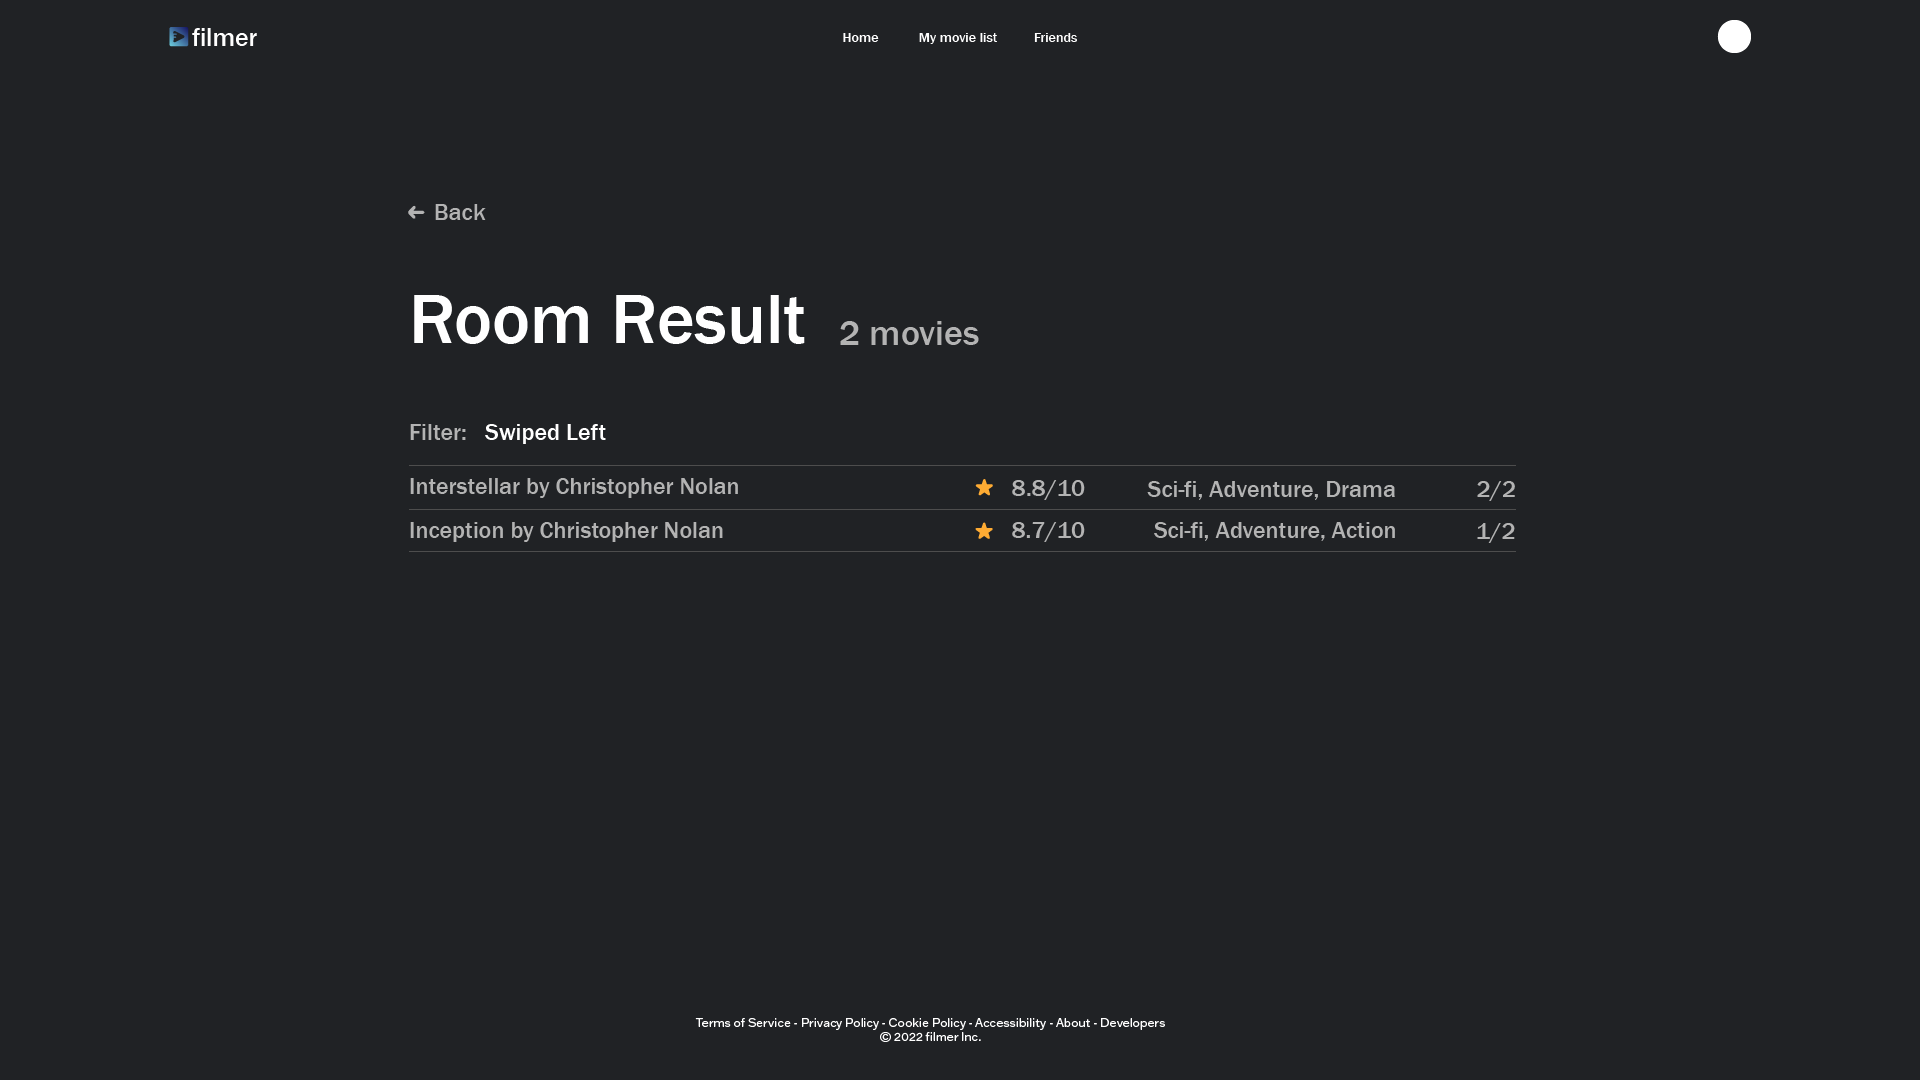 filmer
Home My movie list Friends
Back
Room Result 2 movies
Filter: Swiped Left
Interstellar by Christopher Nolan 8.8/10 Sci-fi, Adventure, Drama 2/2
Inception by Christopher Nolan 8.7/10 Sci-fi, Adventure, Action 1/2
Terms of Service - Privacy Policy - Cookie Policy - Accessibility - About - Developers
© 2022 filmer Inc.